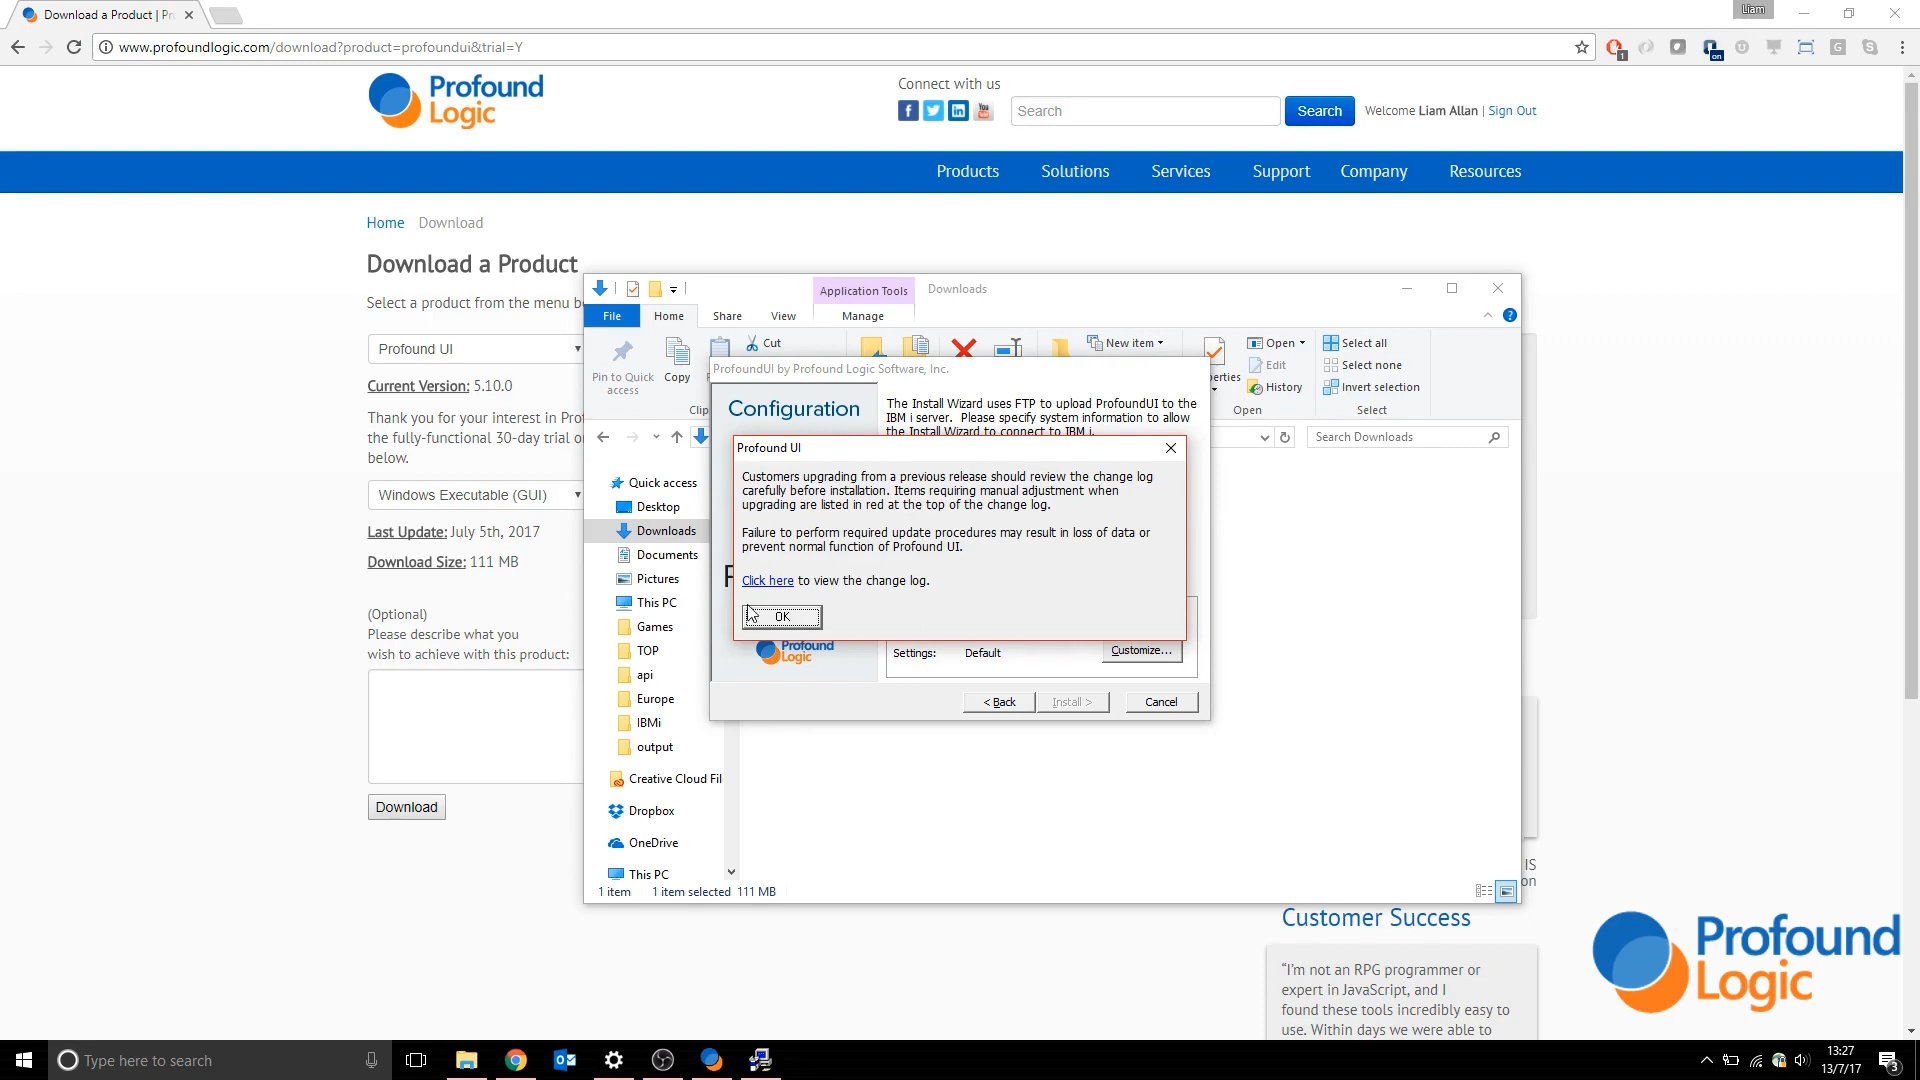 Download a Product | Pr
Liam
www.profoundlogic.com/download?product=profoundui&trial=Y
1
on
G
Profound
Logic
Connect with us
Search
Search
Welcome Liam Allan | Sign Out
Products Solutions Services Support Company Resources
Home Download
Download a Product
Select a product from the menu b
Profound UI
Current Version: 5.10.0
Thank you for your interest in Pro
the fully-functional 30-day trial o
below.
Windows Executable (GUI)
Last Update: July 5th, 2017
Download Size: 111 MB
(Optional)
Please describe what you
wish to achieve with this product:
Download
Application Tools Downloads
File Home Share View Manage
Pin to Quick
access
Copy
Cut
New item
Open
Edit
History
Select all
Select none
Invert selection
perties
Clip
Open
Select
Search Downloads
Quick access
Desktop
Downloads
Documents
Pictures
This PC
Games
TOP
api
Europe
IBMi
output
Creative Cloud Fil
Dropbox
OneDrive
This PC
1 item 1 item selected 111 MB
ProfoundUI by Profound Logic Software, Inc.
Configuration
The Install Wizard uses FTP to upload ProfoundUI to the
IBM i server. Please specify system information to allow
the Install Wizard to connect to IBM i.
Profound UI
Customers upgrading from a previous release should review the change log
carefully before installation. Items requiring manual adjustment when
upgrading are listed in red at the top of the change log.
Failure to perform required update procedures may result in loss of data or
prevent normal function of Profound UI.
Click here to view the change log.
OK
Profound
Logic
Settings: Default
Customize...
< Back
Install >
Cancel
IS
on
Customer Success
“I’m not an RPG programmer or
expert in JavaScript, and I
found these tools incredibly easy to
use. Within days we were able to
Profound
Logic
Type here to search
13:27
13/7/17
3